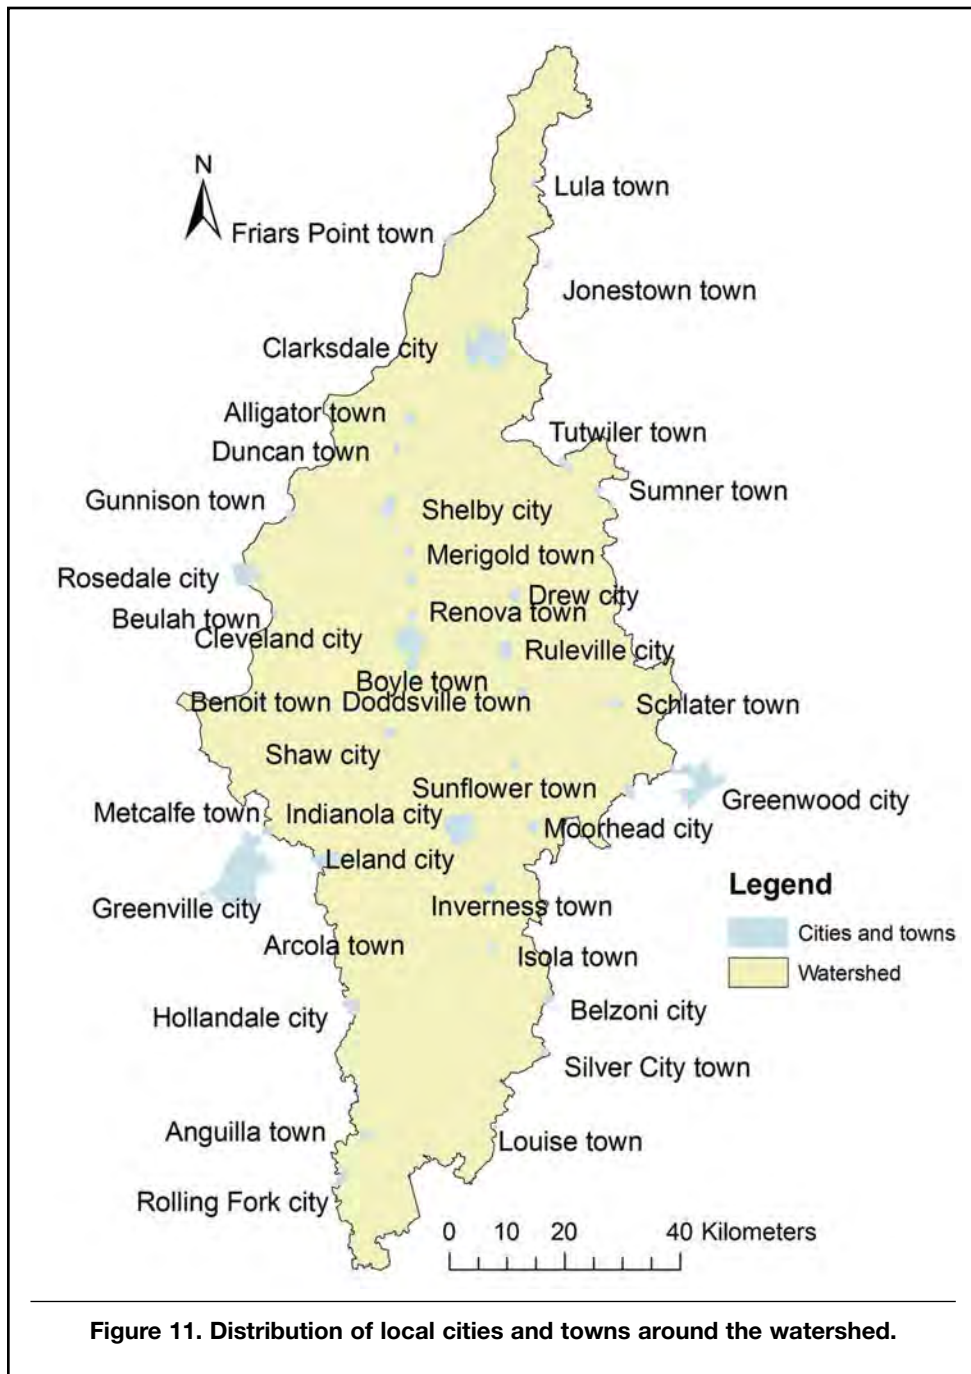 N
Lula town
Friars Point town
Jonestown town
Clarksdale city
Alligator town
Tutwiler town
Duncan town
Sumner town
Gunnison town
Shelby city
Merigold town
Rosedale city
Drew city
Renova town
Beulah town
Cleveland city
Ruleville city
Boyle town
Benoit town
Doddsville town
Schlater town
Shaw city
Sunflower town
Greenwood city
Metcalfe town
Indianola city
Moorhead city
Leland city
Legend
Greenville city
Inverness town
Cities and towns
Arcola town
Isola town
Watershed
Hollandale city
Belzoni city
Silver City town
Anguilla town
Louise town
Rolling Fork city
0 10 20 40 Kilometers
Figure 11. Distribution of local cities and towns around the watershed.